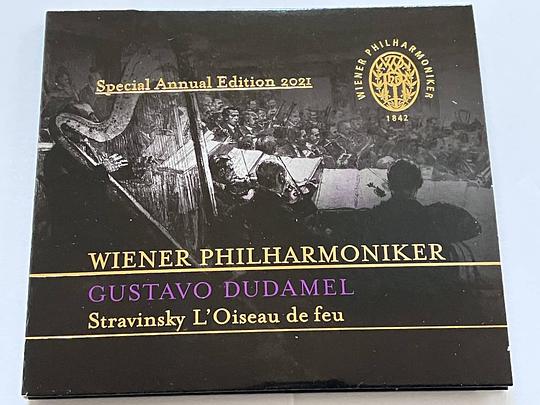 Special Annual Edition 2021
WIENER PHILHARMONIKER
1842
WIENER PHILHARMONIKER
GUSTAVO DUDAMEL
Stravinsky L'Oiseau de feu